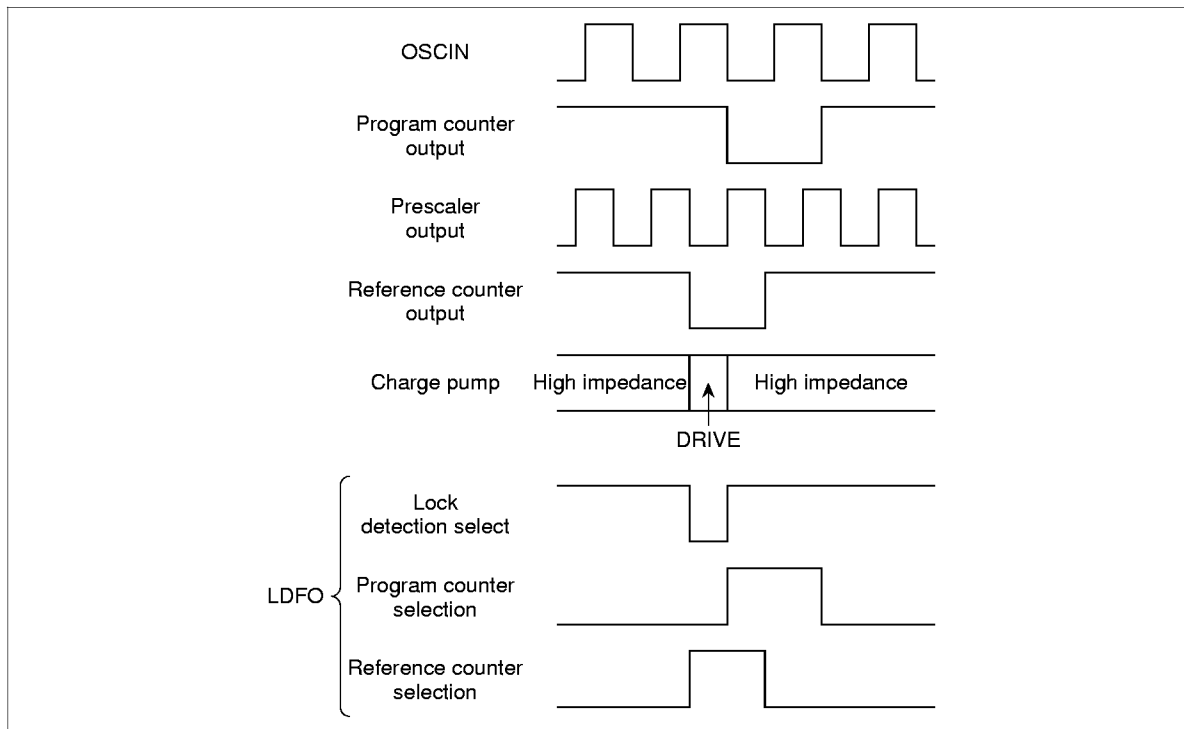 OSCIN
Program counter
output
Prescaler
output
Reference counter
output
Charge pump
High impedance
High impedance
DRIVE
LDFO
Lock
detection select
Program counter
selection
Reference counter
selection